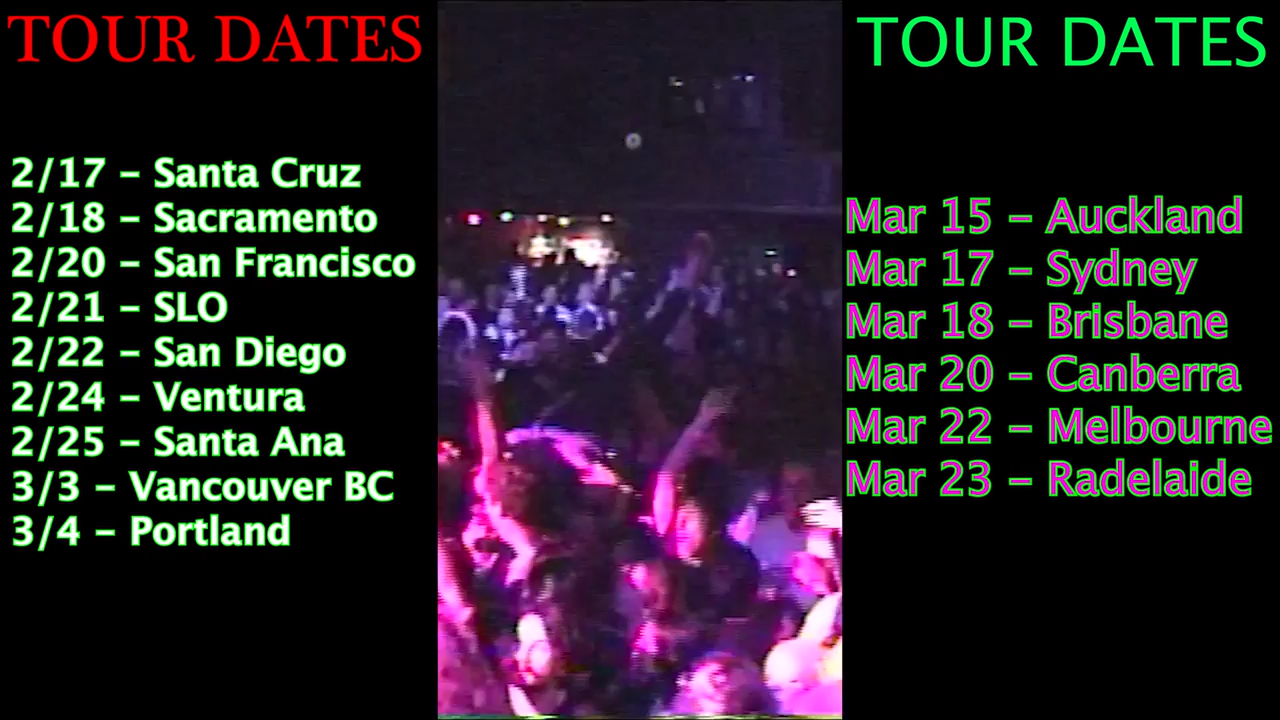 TOUR DATES
2/17 – Santa Cruz
2/18 – Sacramento
2/20 – San Francisco
2/21 – SLO
2/22 – San Diego
2/24 – Ventura
2/25 – Santa Ana
3/3 – Vancouver BC
3/4 – Portland
TOUR DATES
Mar 15 – Auckland
Mar 17 – Sydney
Mar 18 – Brisbane
Mar 20 – Canberra
Mar 22 – Melbourne
Mar 23 – Radelaide